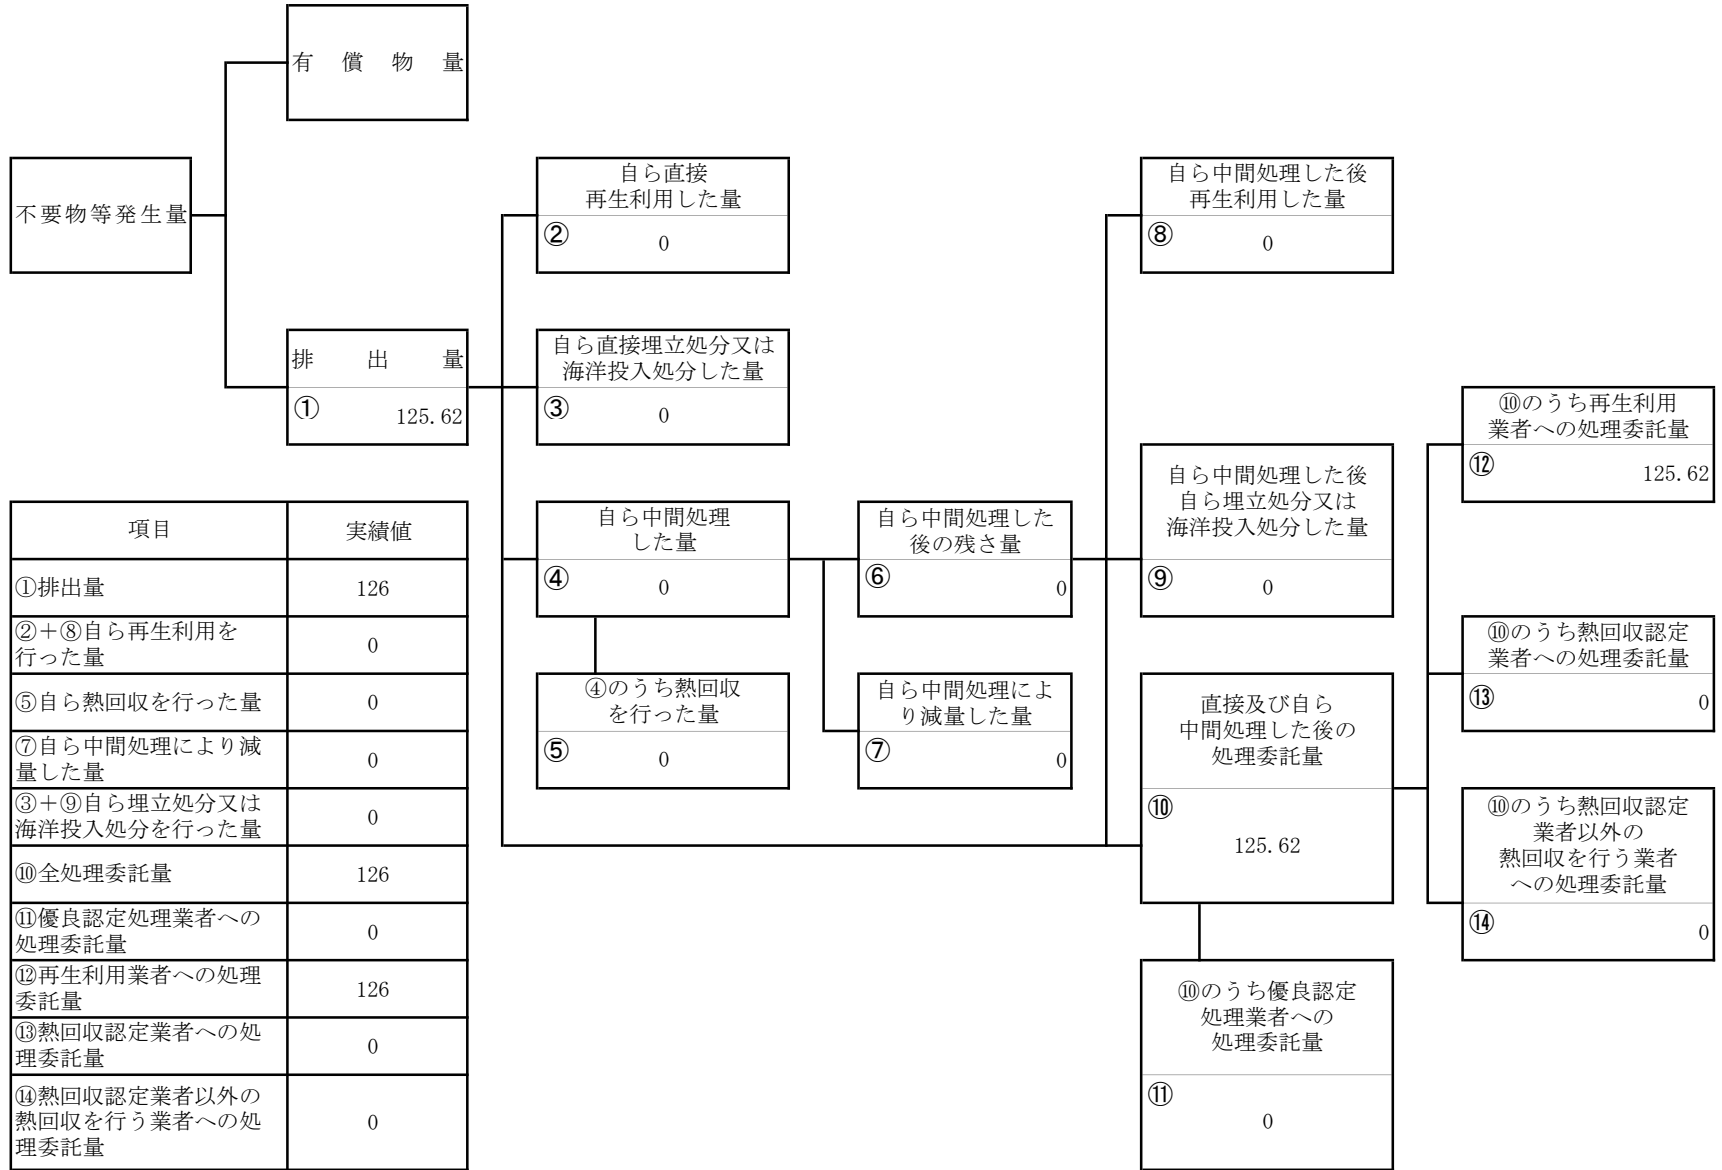 有償物量
不要物等発生量
自ら直接
再生利用した量
② 0
自ら中間処理した後
再生利用した量
⑧ 0
排出量
① 125.62
自ら直接埋立処分又は
海洋投入処分した量
③ 0
⑩のうち再生利用
業者への処理委託量
⑫ 125.62
自ら中間処理
した量
④ 0
自ら中間処理した
後の残さ量
⑥ 0
自ら中間処理した後
自ら埋立処分又は
海洋投入処分した量
⑨ 0
⑩のうち熱回収認定
業者への処理委託量
⑬ 0
④のうち熱回収
を行った量
⑤ 0
自ら中間処理によ
り減量した量
⑦ 0
直接及び自ら
中間処理した後の
処理委託量
⑩
125.62
⑩のうち熱回収認定
業者以外の
熱回収を行う業者
への処理委託量
⑭ 0
⑩のうち優良認定
処理業者への
処理委託量
⑪
0
項目 実績値
①排出量 126
②+⑧自ら再生利用を
行った量 0
⑤自ら熱回収を行った量 0
⑦自ら中間処理により減
量した量 0
③+⑨自ら埋立処分又は
海洋投入処分を行った量 0
⑩全処理委託量 126
⑪優良認定処理業者への
処理委託量 0
⑫再生利用業者への処理
委託量 126
⑬熱回収認定業者への処
理委託量 0
⑭熱回収認定業者以外の
熱回収を行う業者への処
理委託量 0